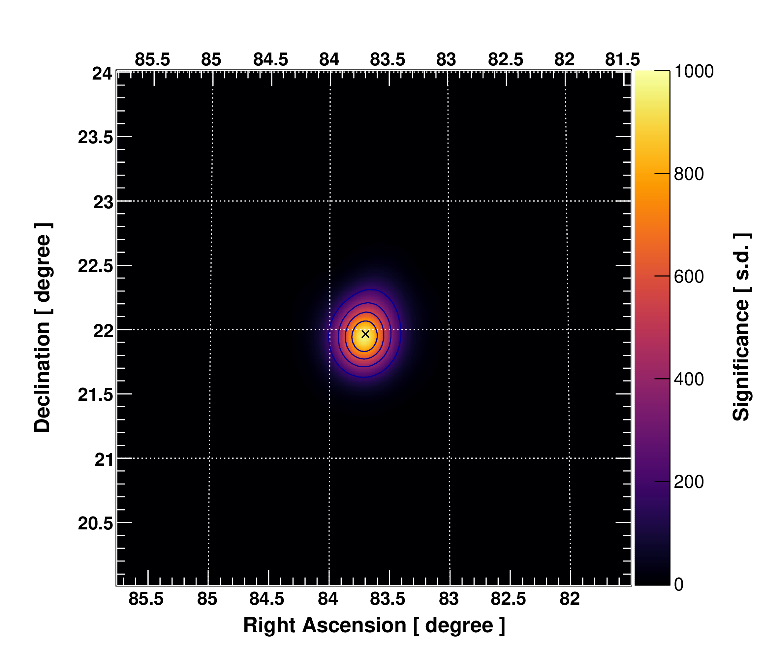 85.5 85 84.5 84 83.5 83 82.5 82 81.5
24
23.5
23
22.5
22
21.5
21
20.5
Declination [ degree ]
85.5 85 84.5 84 83.5 83 82.5 82
Right Ascension [ degree ]
1000
800
600
400
200
0
Significance [ s.d. ]